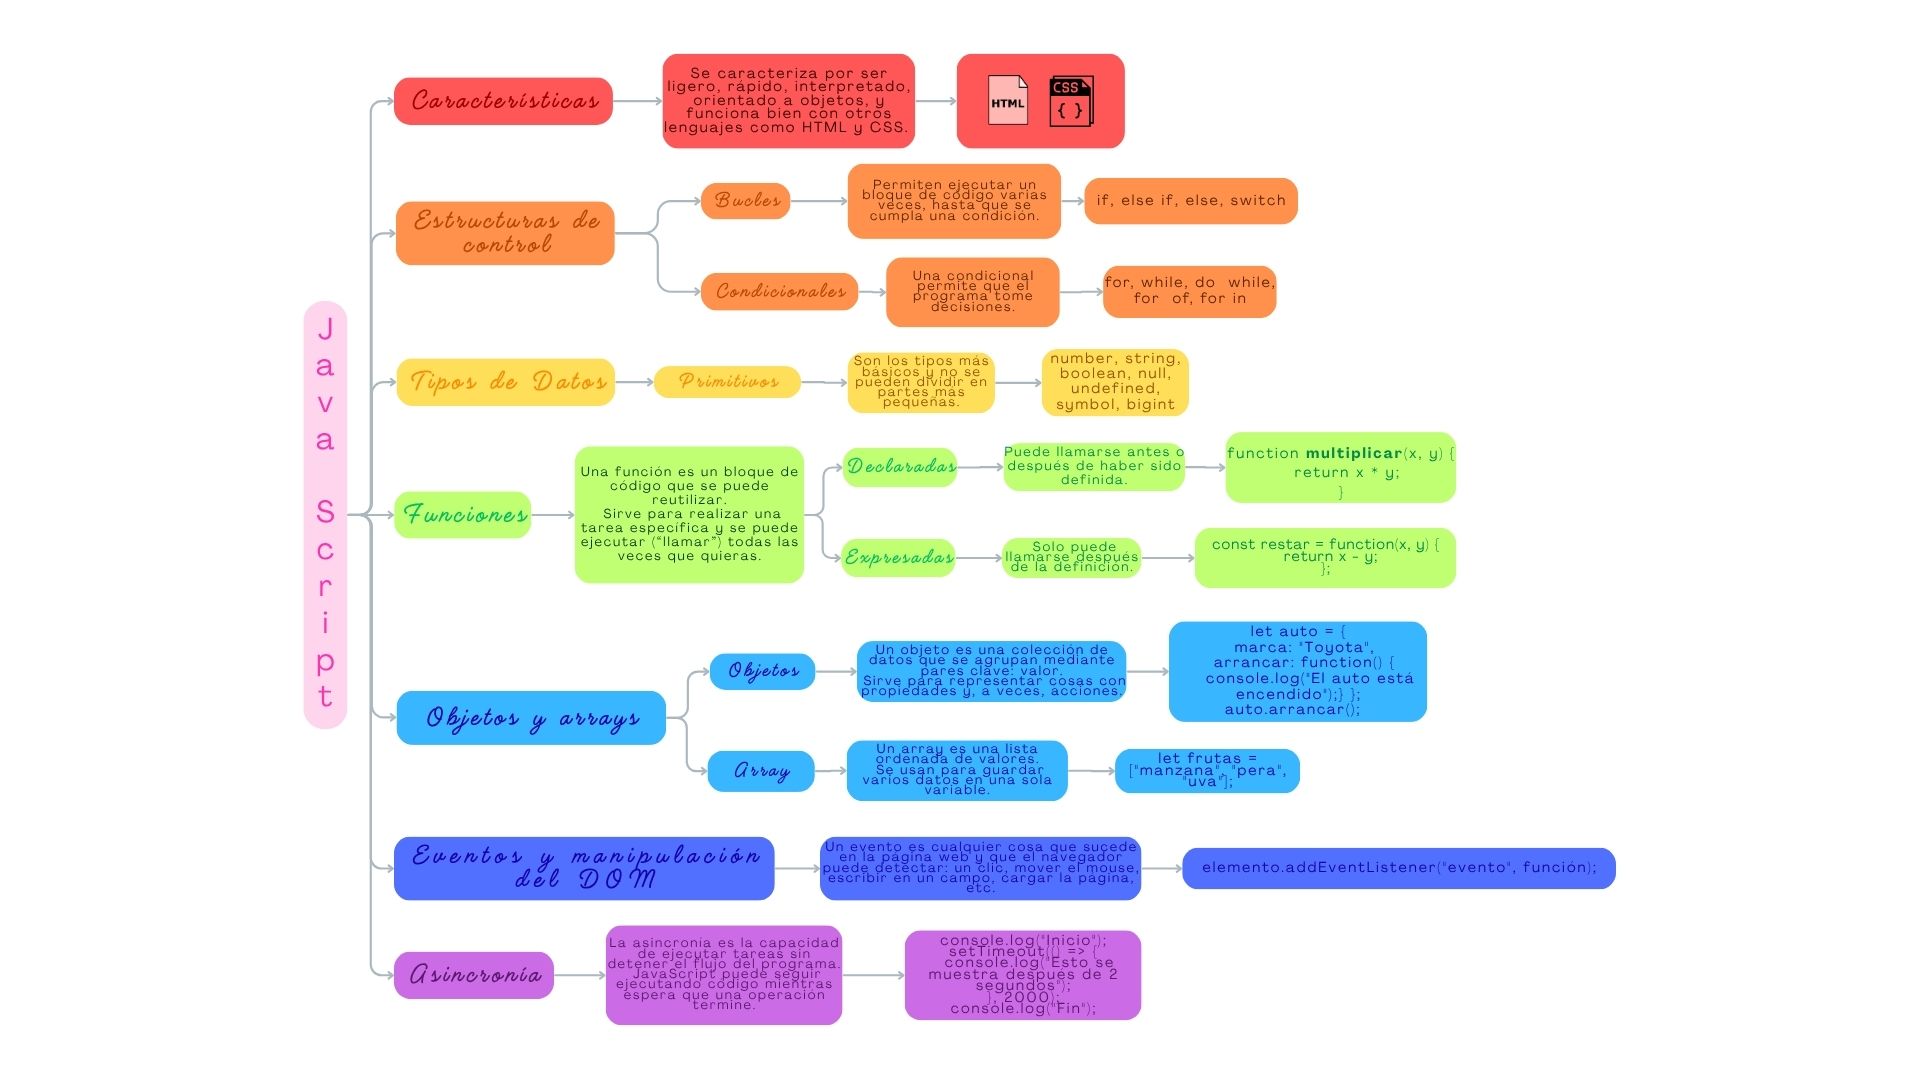 Java Script
Características
Se caracteriza por ser
ligero, rápido, interpretado,
orientado a objetos, y
funciona bien con otros
lenguajes como HTML y CSS.
HTML
CSS
{ }
Estructuras de
control
Bucles
Permiten ejecutar un
bloque de código varias
veces, hasta que se
cumpla una condición.
if, else if, else, switch
Condicionales
Una condicional
permite que el
programa tome
decisiones.
for, while, do  while,
for  of, for in
Tipos de Datos
Primitivos
Son los tipos más
básicos y no se
pueden dividir en
partes más
pequeñas.
number, string,
boolean, null,
undefined,
symbol, bigint
Funciones
Una función es un bloque de
código que se puede
reutilizar.
Sirve para realizar una
tarea específica y se puede
ejecutar (“llamar”) todas las
veces que quieras.
Declaradas
Puede llamarse antes o
después de haber sido
definida.
function multiplicar(x, y) {
return x * y;
}
Expresadas
Solo puede
llamarse después
de la definición.
const restar = function(x, y) {
return x - y;
};
Objetos y arrays
Objetos
Un objeto es una colección de
datos que se agrupan mediante
pares clave: valor.
Sirve para representar cosas con
propiedades y, a veces, acciones.
let auto = {
marca: "Toyota",
arrancar: function() {
console.log("El auto está
encendido");} };
auto.arrancar();
Array
Un array es una lista
ordenada de valores.
Se usan para guardar
varios datos en una sola
variable.
let frutas =
["manzana", "pera",
"uva"];
Eventos y manipulación
del DOM
Un evento es cualquier cosa que sucede
en la página web y que el navegador
puede detectar: un clic, mover el mouse,
escribir en un campo, cargar la página,
etc.
elemento.addEventListener("evento", función);
Asincronía
La asincronía es la capacidad
de ejecutar tareas sin
detener el flujo del programa.
JavaScript puede seguir
ejecutando código mientras
espera que una operación
termine.
console.log("Inicio");
setTimeout(() => {
console.log("Esto se
muestra después de 2
segundos");
}, 2000);
console.log("Fin");